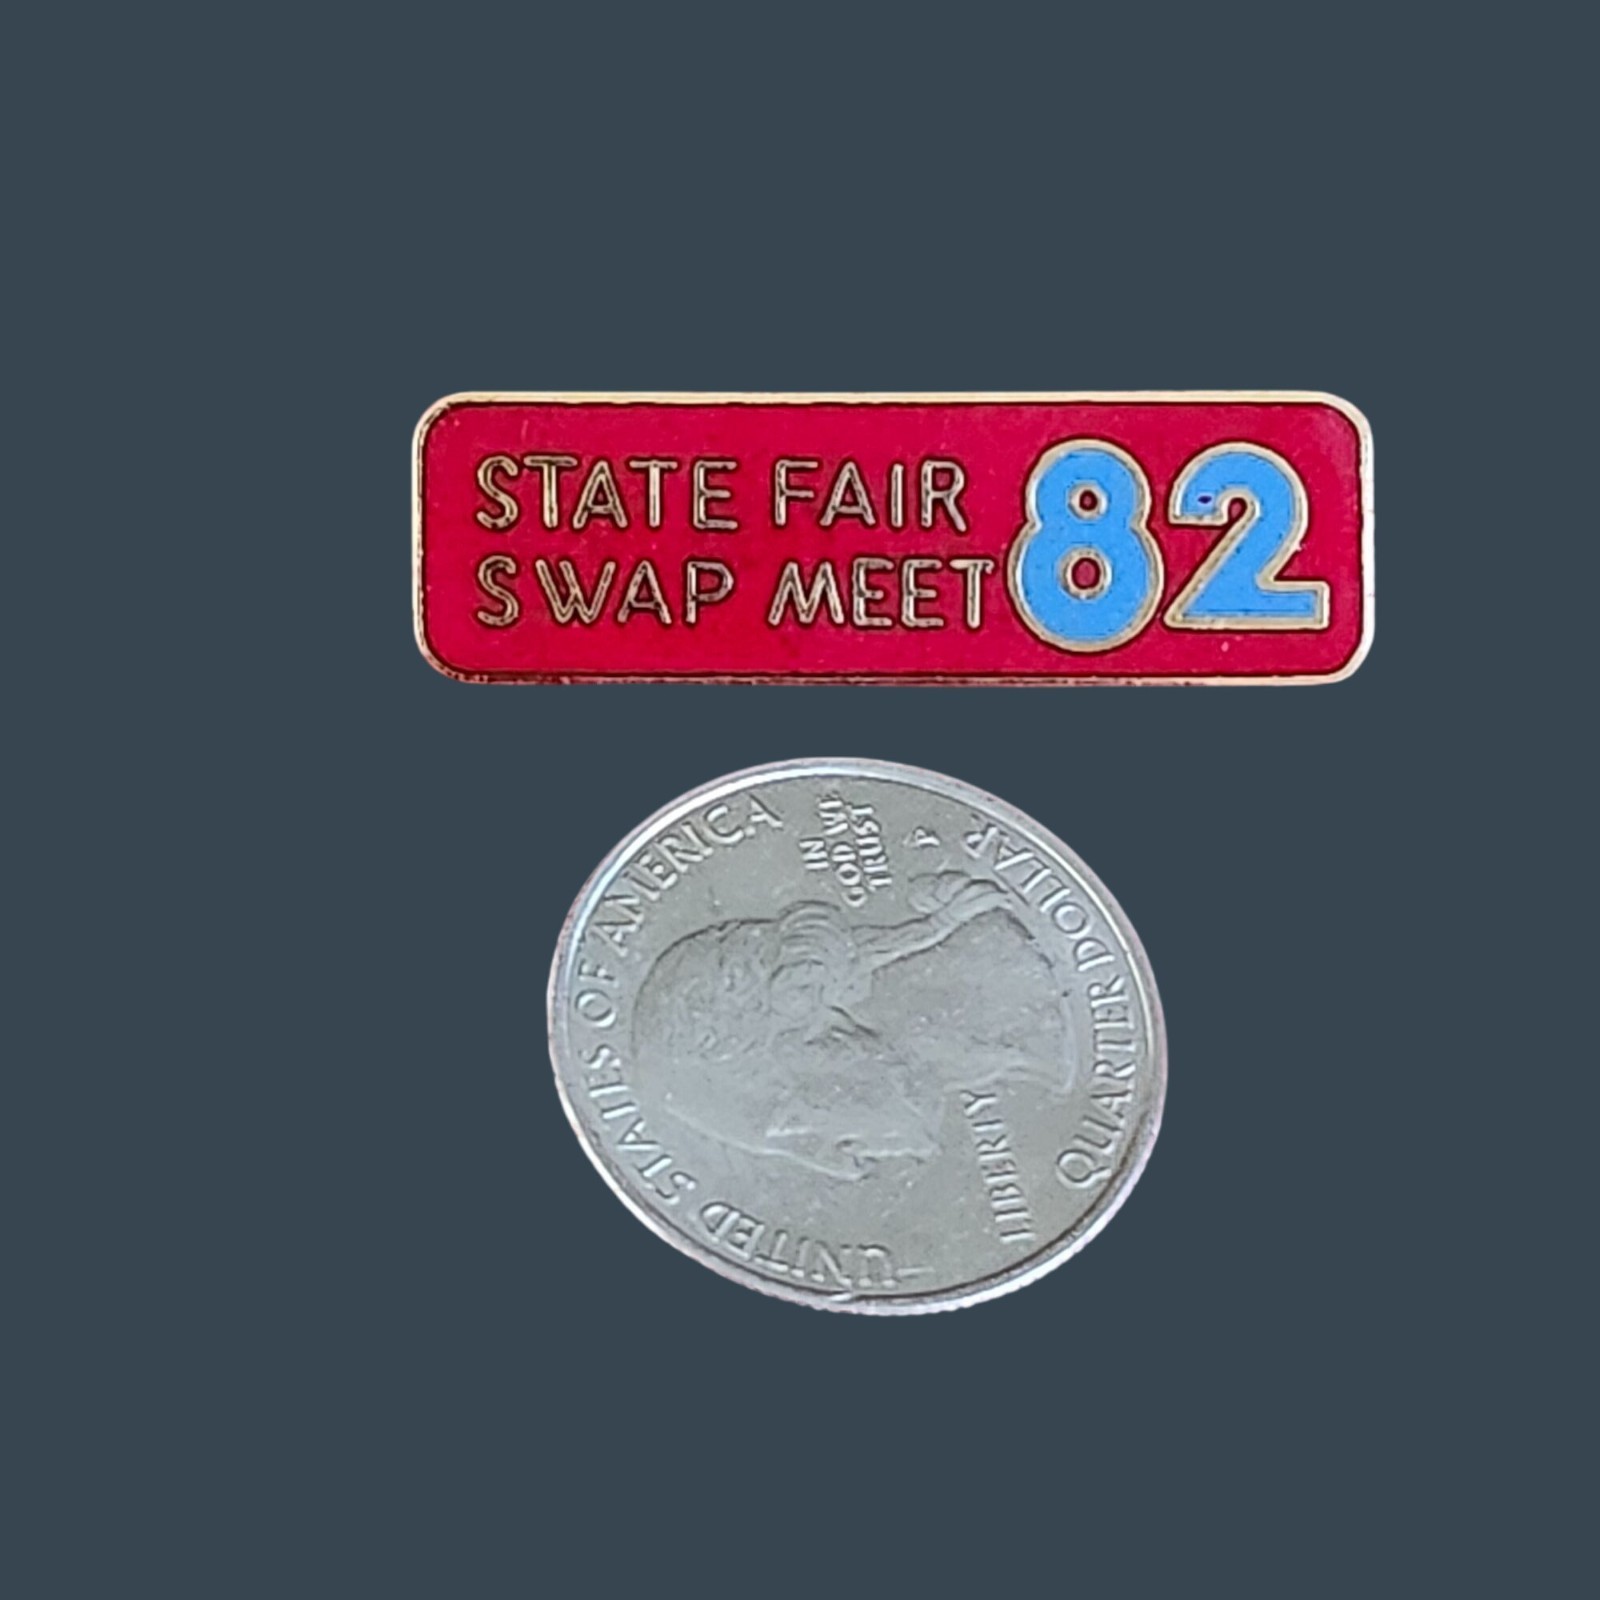 STATE FAIR 82
SWAP MEET
UNITED STATES OF AMERICA
IN
GOD WE
TRUST
P
LIBERTY
QUARTER DOLLAR